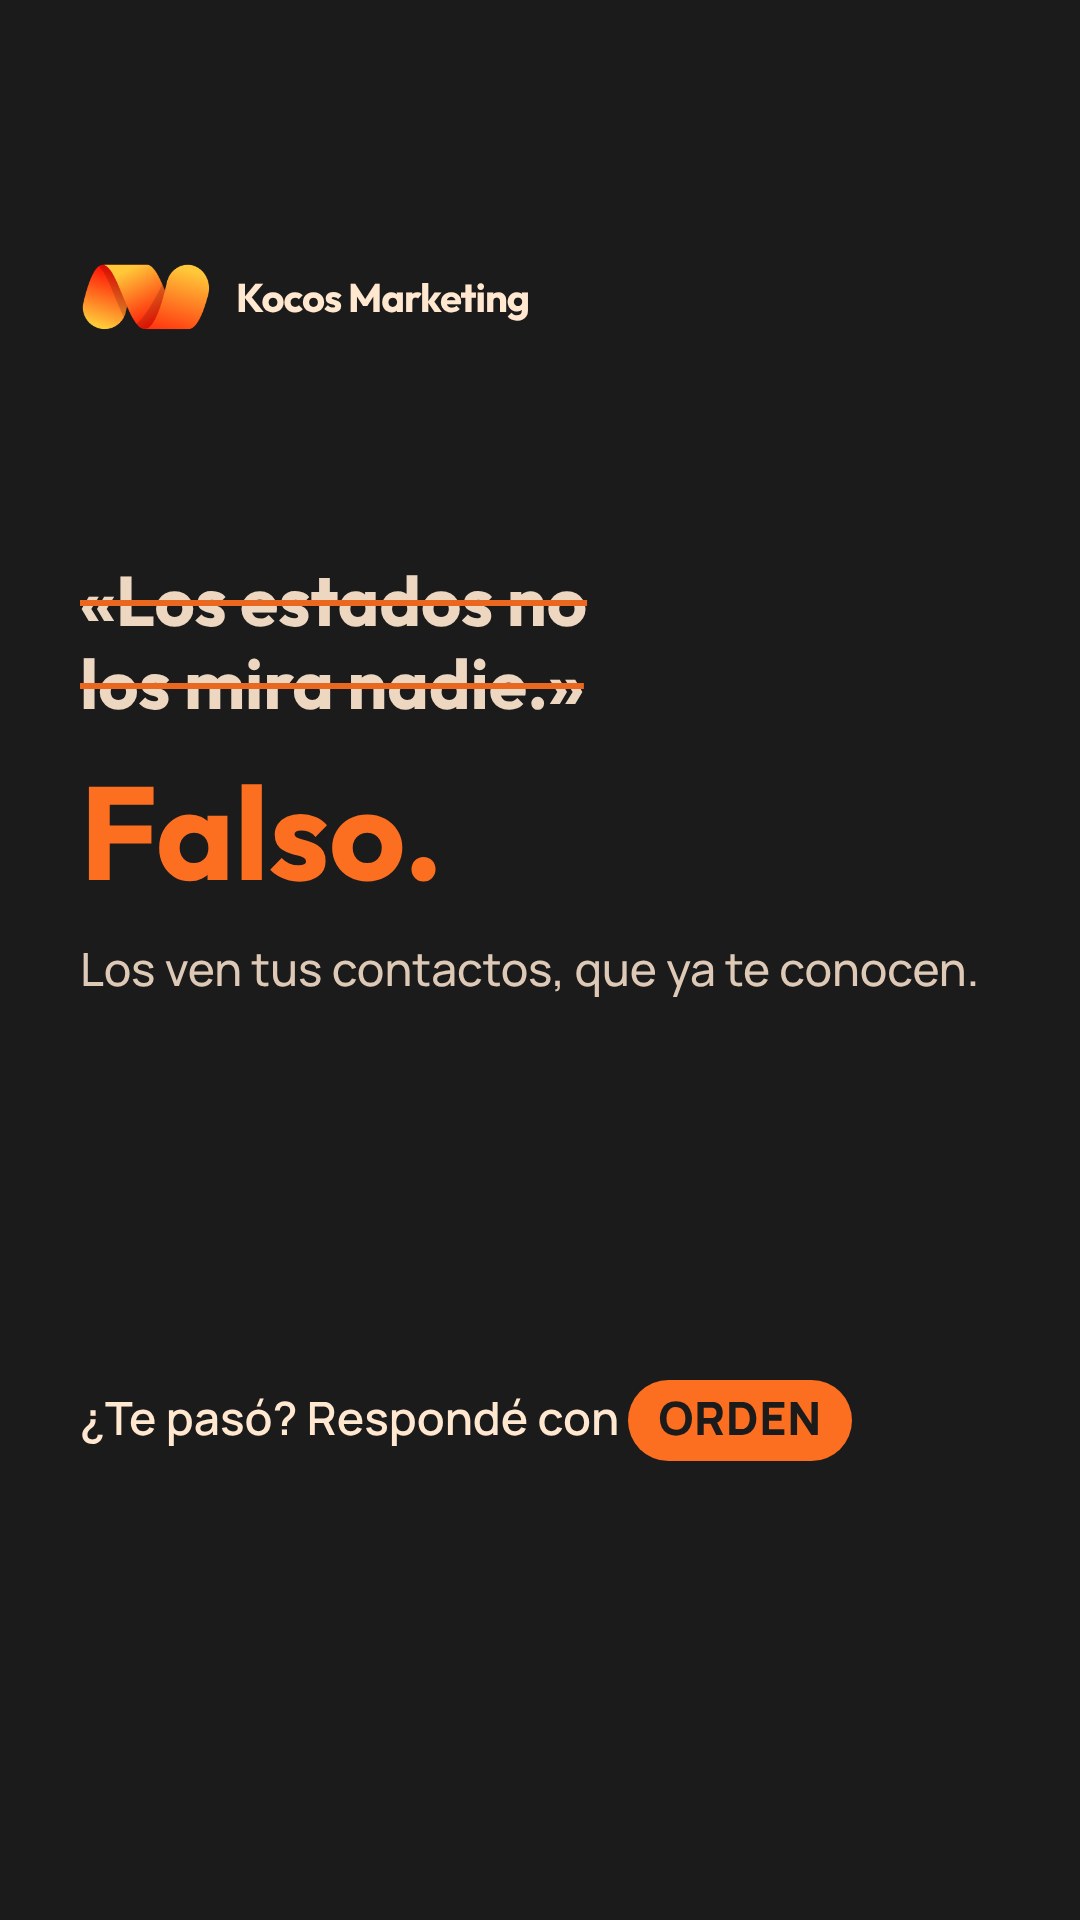 Kocos Marketing
«Los estados no
los mira nadie.»
Falso.
Los ven tus contactos, que ya te conocen.
¿Te pasó? Respondé con ORDEN